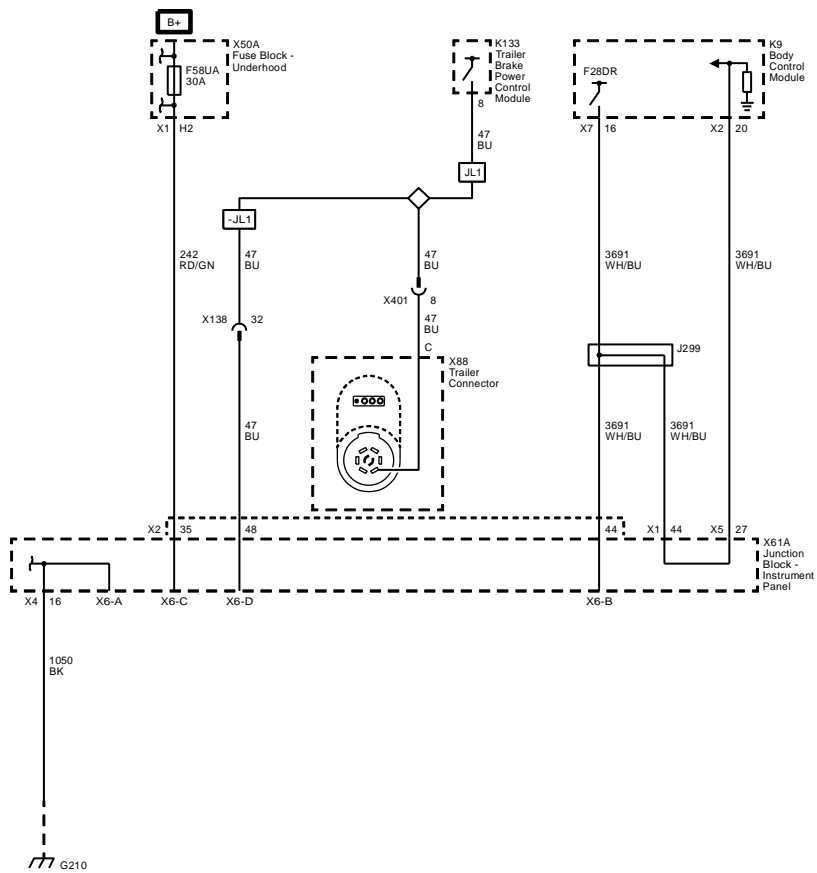 B+
X50A
Fuse Block -
Underhood
F58UA
30A
X1 H2
K133
Trailer
Brake
Power
Control
Module
8
K9
Body
Control
Module
F28DR
X7 16
X2 20
47
BU
JL1
-JL1
242
RD/GN
47
BU
47
BU
3691
WH/BU
3691
WH/BU
X401 8
X138 32
47
BU
C
X88
Trailer
Connector
J299
47
BU
3691
WH/BU
3691
WH/BU
X2 35
48
44
X1 44
X5 27
X61A
Junction
Block -
Instrument
Panel
X4 16
X6-A
X6-C
X6-D
X6-B
1050
BK
G210